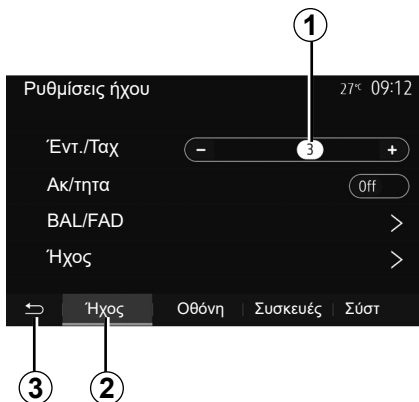 1
Ρυθμίσεις ήχου 27°C 09:12
Έντ./Ταχ − 3 +
Ακ/τητα Off
BAL/FAD >
Ήχος >
Ήχος Οθόνη Συσκευές Σύστ
3 2